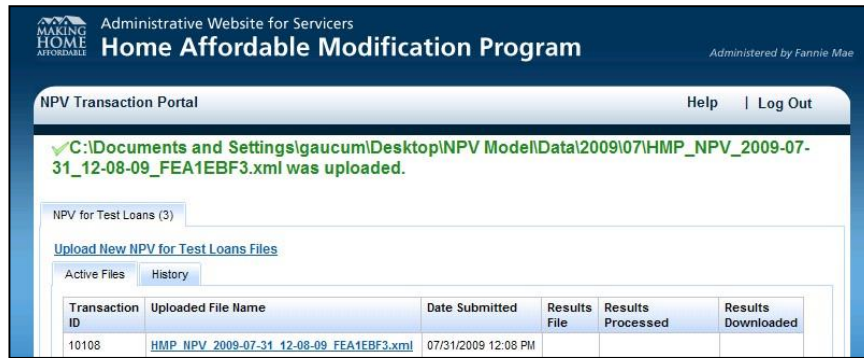 MAKING
HOME
AFFORDABLE
Administrative Website for Servicers
Home Affordable Modification Program
Administered by Fannie Mae
NPV Transaction Portal
Help | Log Out
C:\Documents and Settings\gaucum\Desktop\NPV Model\Data\2009\07\HMP_NPV_2009-07-
31_12-08-09_FEA1EBF3.xml was uploaded.
NPV for Test Loans (3)
Upload New NPV for Test Loans Files
Active Files History
Transaction ID Uploaded File Name Date Submitted Results File Results Processed Results Downloaded
10108 HMP_NPV_2009-07-31_12-08-09_FEA1EBF3.xml 07/31/2009 12:08 PM